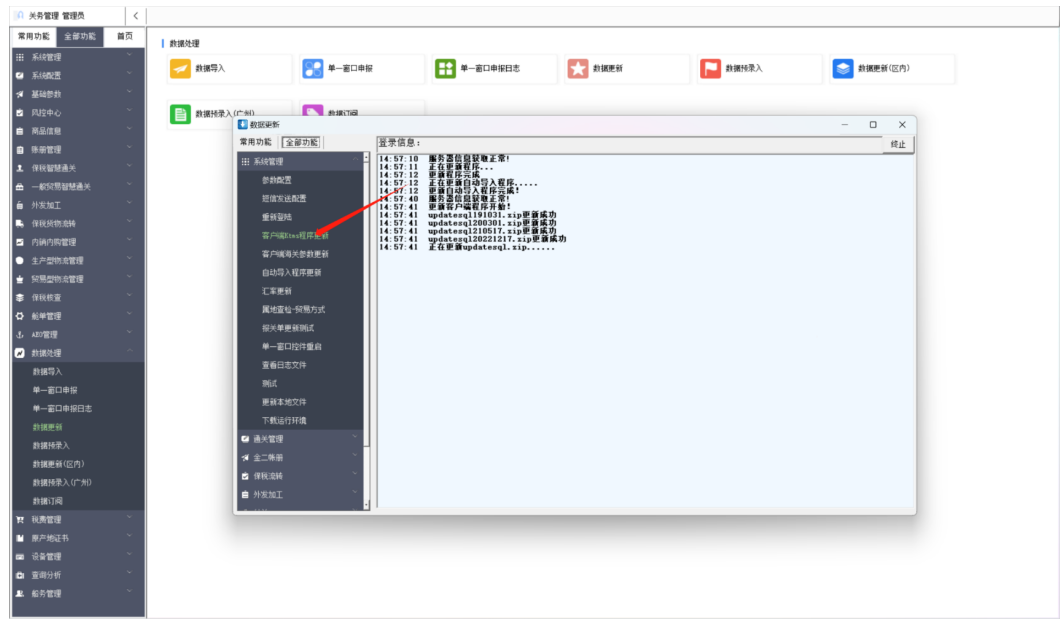 关务管理 管理员
常用功能 全部功能 首页
系统管理
系统配置
基础参数
风控中心
商品信息
账册管理
保税智慧通关
一般贸易智慧通关
外发加工
保税货物流转
内销内购管理
生产型物流管理
贸易型物流管理
保税核查
舱单管理
AEO管理
数据处理
数据导入
单一窗口申报
单一窗口申报日志
数据更新
数据预录入
数据更新(区内)
数据预录入(广州)
数据订阅
税费管理
原产地证书
设备管理
查询分析
船务管理
数据处理
数据导入
单一窗口申报
单一窗口申报日志
数据更新
数据预录入
数据更新(区内)
数据预录入(广州)
数据订阅
数据更新
常用功能 全部功能
系统管理
参数配置
短信发送配置
重新登陆
客户端Kins程序更新
客户端海关参数更新
自动导入程序更新
汇率更新
属地查检-贸易方式
报关单更新测试
单一窗口控件重启
查看日志文件
测试
更新本地文件
下载运行环境
通关管理
金二账册
保税流转
外发加工
登录信息:
终止
14:57:10 服务器信息获取正常!
14:57:11 正在更新程序...
14:57:12 更新程序完成
14:57:12 正在更新自动导入程序.....
14:57:12 更新自动导入程序完成!
14:57:40 服务器信息获取正常!
14:57:41 更新客户端程序开始!
14:57:41 updatesql191031.zip更新成功
14:57:41 updatesql200301.zip更新成功
14:57:41 updatesql210517.zip更新成功
14:57:41 updatesql20221217.zip更新成功
14:57:41 正在更新updatesql.zip......